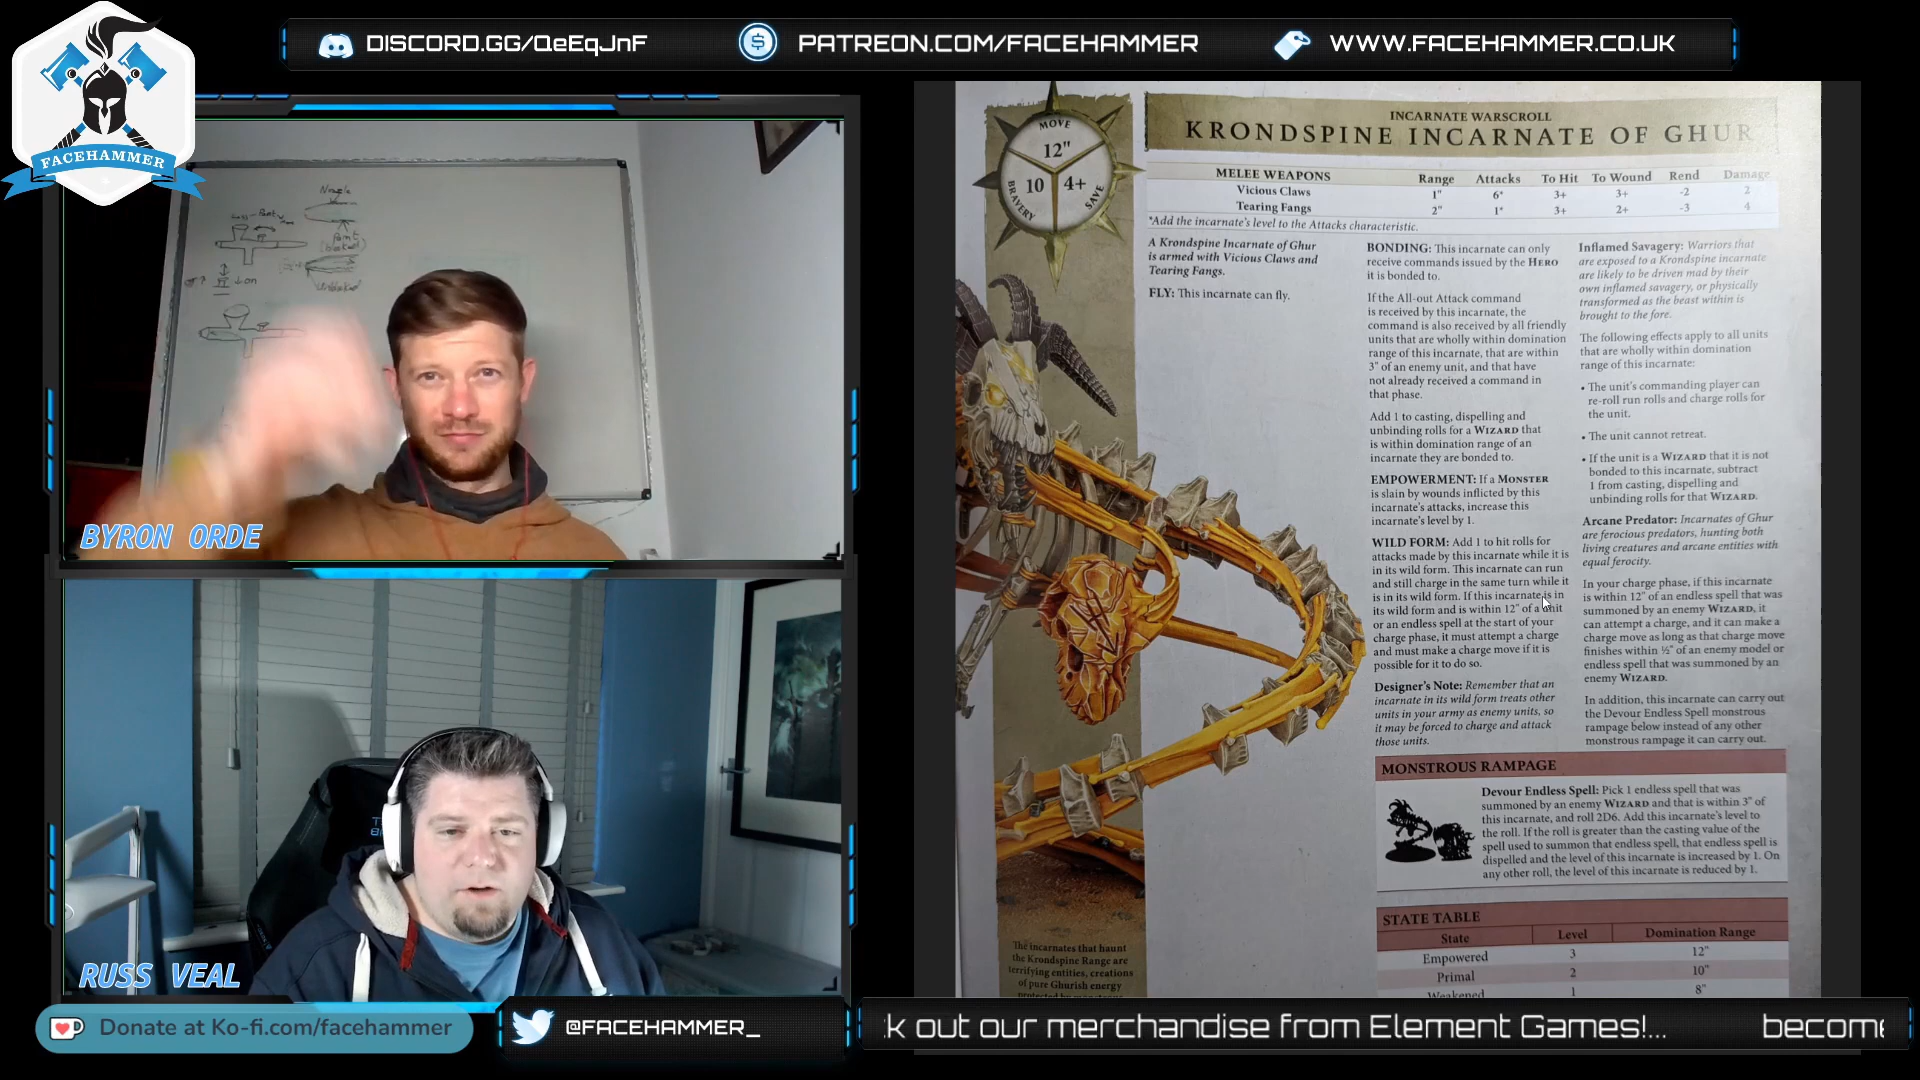 DISCORD.GG/QeEqJnF
PATREON.COM/FACEHAMMER
WWW.FACEHAMMER.CO.UK
FACEHAMMER
BYRON ORDE
RUSS VEAL
INCARNATE WARSCROLL
KRONDSPINE INCARNATE OF GHUR
MOVE
12"
10
4+
BRAVERY
SAVE
MELEE WEAPONS Range Attacks To Hit To Wound Rend Damage
Vicious Claws 1" 6* 3+ 3+ -2 2
Tearing Fangs 2" 1* 3+ 2+ -3 4
*Add the incarnate's level to the Attacks characteristic.
A Krondspine Incarnate of Ghur
is armed with Vicious Claws and
Tearing Fangs.
FLY: This incarnate can fly.
BONDING: This incarnate can only
receive commands issued by the HERO
it is bonded to.
If the All-out Attack command
is received by this incarnate, the
command is also received by all friendly
units that are wholly within domination
range of this incarnate, that are within
3" of an enemy unit, and that have
not already received a command in
that phase.
Add 1 to casting, dispelling and
unbinding rolls for a WIZARD that
is within domination range of an
incarnate they are bonded to.
EMPOWERMENT: If a MONSTER
is slain by wounds inflicted by this
incarnate's attacks, increase this
incarnate's level by 1.
WILD FORM: Add 1 to hit rolls for
attacks made by this incarnate while it is
in its wild form. This incarnate can run
and still charge in the same turn while it
is in its wild form. If this incarnate is in
its wild form and is within 12" of a unit
or an endless spell at the start of your
charge phase, it must attempt a charge
and must make a charge move if it is
possible for it to do so.
Designer's Note: Remember that an
incarnate in its wild form treats other
units in your army as enemy units, so
it may be forced to charge and attack
those units.
Inflamed Savagery: Warriors that
are exposed to a Krondspine incarnate
are likely to be driven mad by their
own inflamed savagery, or physically
transformed as the beast within is
brought to the fore.
The following effects apply to all units
that are wholly within domination
range of this incarnate:
• The unit's commanding player can
re-roll run rolls and charge rolls for
the unit.
• The unit cannot retreat.
• If the unit is a WIZARD that it is not
bonded to this incarnate, subtract
1 from casting, dispelling and
unbinding rolls for that WIZARD.
Arcane Predator: Incarnates of Ghur
are ferocious predators, hunting both
living creatures and arcane entities with
equal ferocity.
In your charge phase, if this incarnate
is within 12" of an endless spell that was
summoned by an enemy WIZARD, it
can attempt a charge, and it can make a
charge move as long as that charge move
finishes within ½" of an enemy model or
endless spell that was summoned by an
enemy WIZARD.
In addition, this incarnate can carry out
the Devour Endless Spell monstrous
rampage below instead of any other
monstrous rampage it can carry out.
MONSTROUS RAMPAGE
Devour Endless Spell: Pick 1 endless spell that was
summoned by an enemy WIZARD and that is within 3" of
this incarnate, and roll 2D6. Add this incarnate's level to
the roll. If the roll is greater than the casting value of the
spell used to summon that endless spell, that endless spell is
dispelled and the level of this incarnate is increased by 1. On
any other roll, the level of this incarnate is reduced by 1.
STATE TABLE
State Level Domination Range
Empowered 3 12"
Primal 2 10"
Weakened 1 8"
The incarnates that haunt
the Krondspine Range are
terrifying entities, creations
of pure Ghurish energy
Donate at Ko-fi.com/facehammer
@FACEHAMMER_
k out our merchandise from Element Games!... become